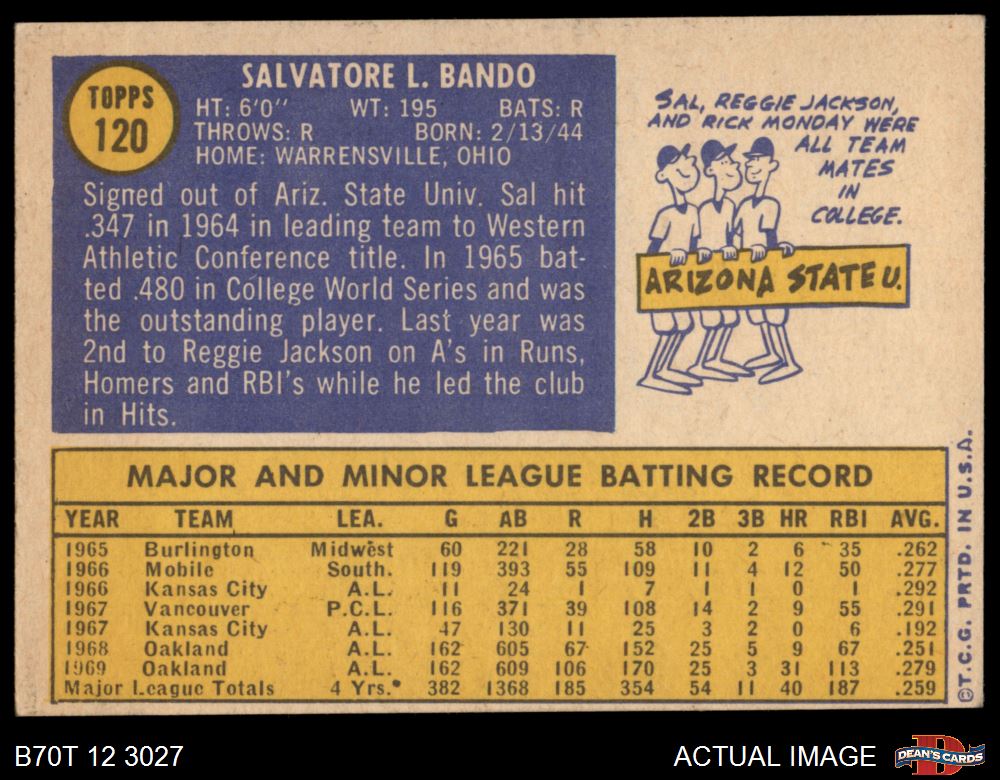 TOPPS
120
SALVATORE L. BANDO
HT: 6'0" WT: 195 BATS: R
THROWS: R BORN: 2/13/44
HOME: WARRENSVILLE, OHIO
Signed out of Ariz. State Univ. Sal hit
.347 in 1964 in leading team to Western
Athletic Conference title. In 1965 bat-
ted .480 in College World Series and was
the outstanding player. Last year was
2nd to Reggie Jackson on A's in Runs,
Homers and RBI's while he led the club
in Hits.
SAL, REGGIE JACKSON,
AND RICK MONDAY WERE
ALL TEAM
MATES
IN
COLLEGE.
ARIZONA STATE U.
MAJOR AND MINOR LEAGUE BATTING RECORD
YEAR TEAM LEA. G AB R H 2B 3B HR RBI AVG.
1965 Burlington Midwest 60 221 28 58 10 2 6 35 .262
1966 Mobile South. 119 393 55 109 11 4 12 50 .277
1966 Kansas City A.L. 11 24 1 7 1 1 0 1 .292
1967 Vancouver P.C.L. 116 371 39 108 14 2 9 55 .291
1967 Kansas City A.L. 47 130 11 25 3 2 0 6 .192
1968 Oakland A.L. 162 605 67 152 25 5 9 67 .251
1969 Oakland A.L. 162 609 106 170 25 3 31 113 .279
Major League Totals 4 Yrs.* 382 1368 185 354 54 11 40 187 .259
©T.C.G. PRTD. IN U.S.A.
B70T 12 3027
ACTUAL IMAGE
DEAN'S CARDS